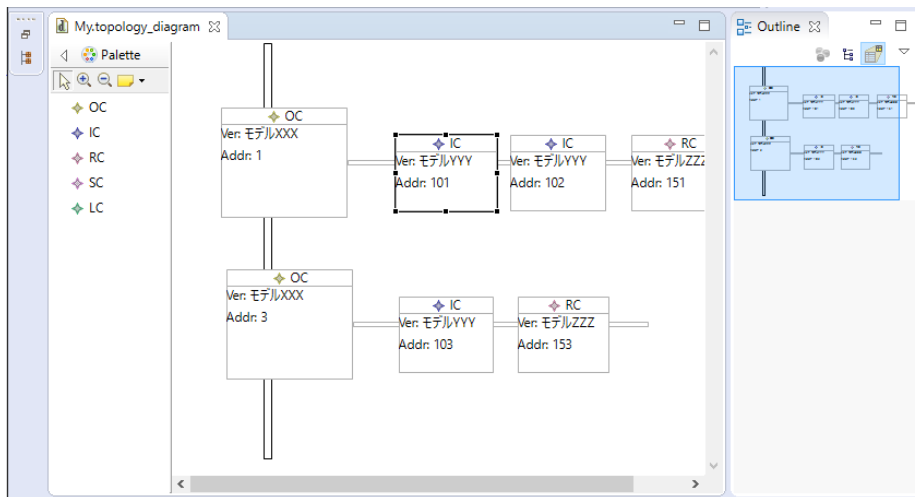 My.topology_diagram
Palette
OC
IC
RC
SC
LC
OC
Ver: モデルXXX
Addr: 1
IC
Ver: モデルYYY
Addr: 101
IC
Ver: モデルYYY
Addr: 102
RC
Ver: モデルZZZ
Addr: 151
OC
Ver: モデルXXX
Addr: 3
IC
Ver: モデルYYY
Addr: 103
RC
Ver: モデルZZZ
Addr: 153
Outline